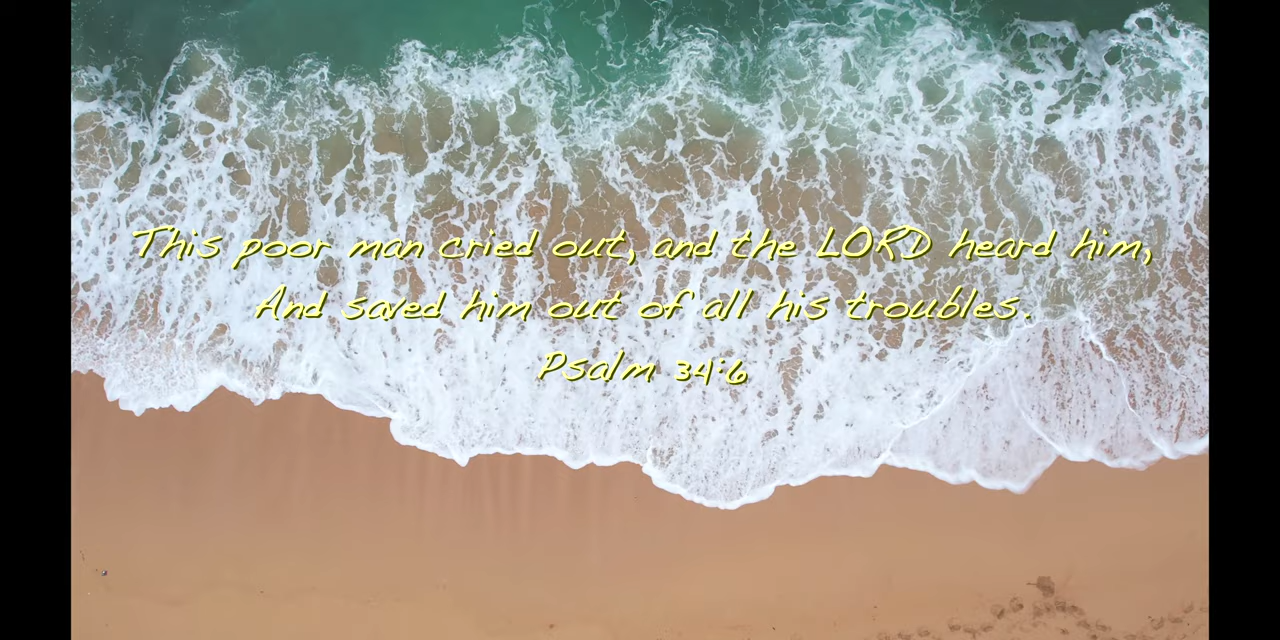 This poor man cried out, and the LORD heard him,
And saved him out of all his troubles.
Psalm 34:6